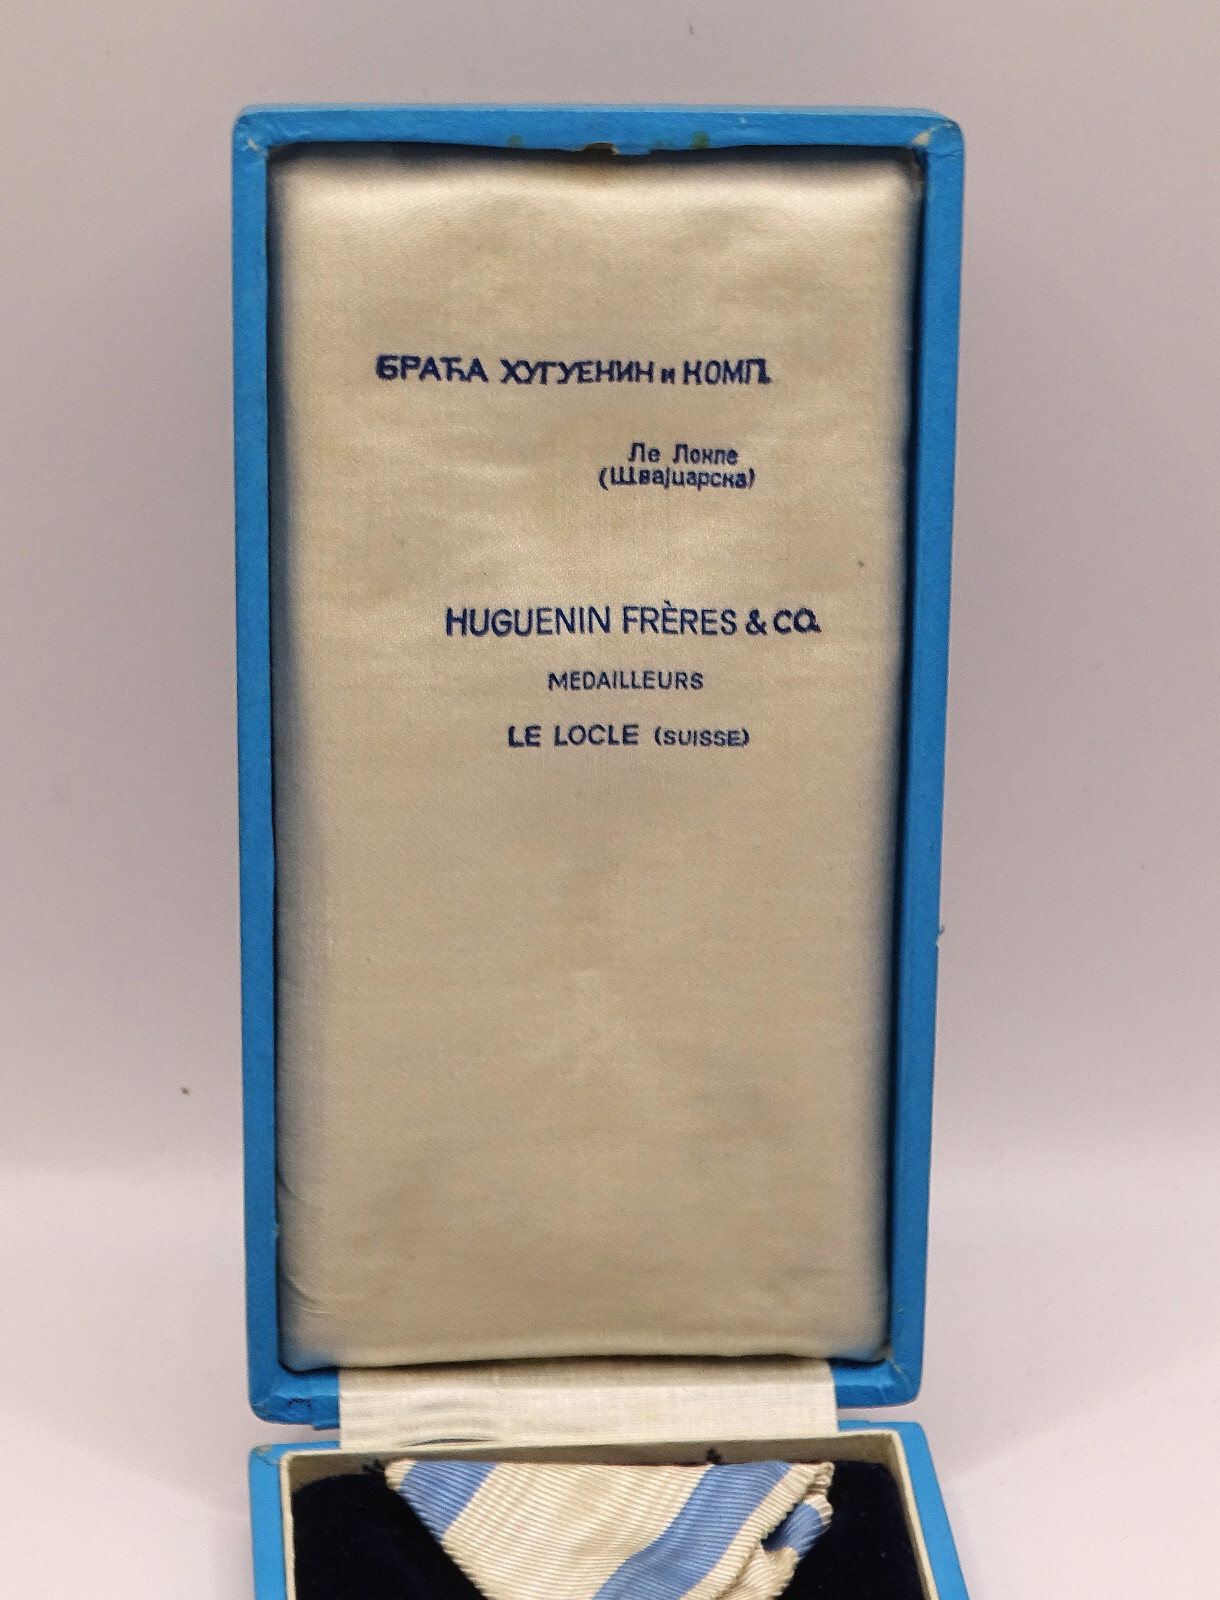 БРАЋА ХУГУЕНИН и КОМП.
Ле Локле
(Швајцарска)
HUGUENIN FRÈRES & CO.
MEDAILLEURS
LE LOCLE (SUISSE)